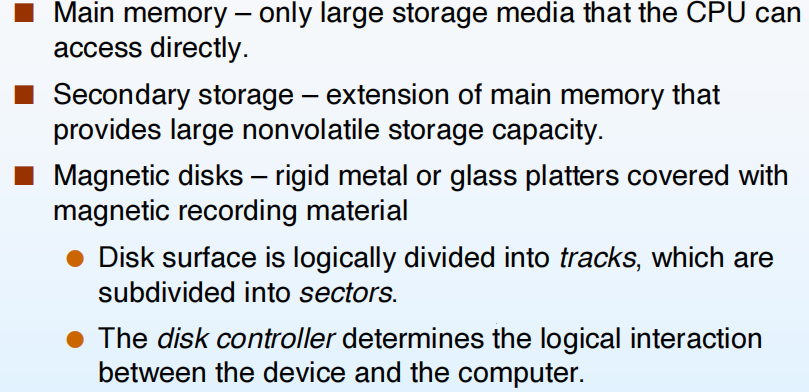 Main memory – only large storage media that the CPU can
access directly.
Secondary storage – extension of main memory that
provides large nonvolatile storage capacity.
Magnetic disks – rigid metal or glass platters covered with
magnetic recording material
Disk surface is logically divided into tracks, which are
subdivided into sectors.
The disk controller determines the logical interaction
between the device and the computer.